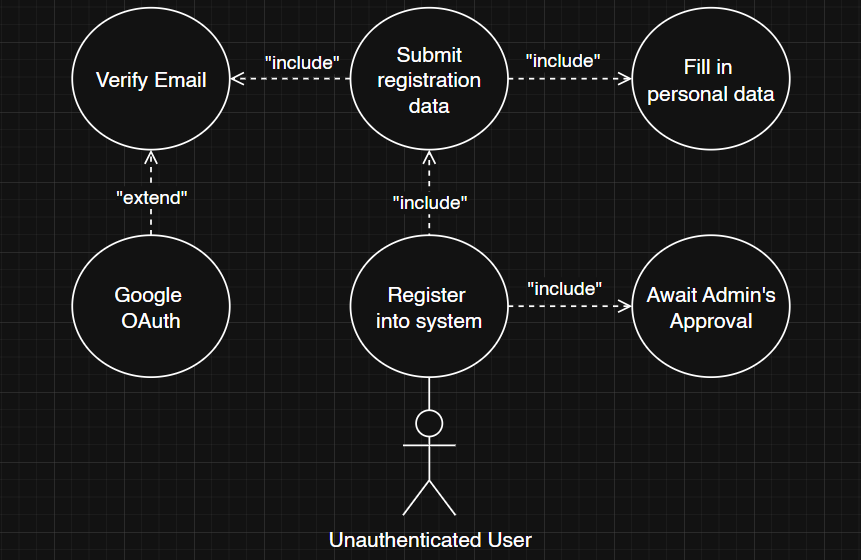 Verify Email
"include"
Submit
registration
data
"include"
Fill in
personal data
"extend"
"include"
Google
OAuth
Register
into system
"include"
Await Admin's
Approval
Unauthenticated User